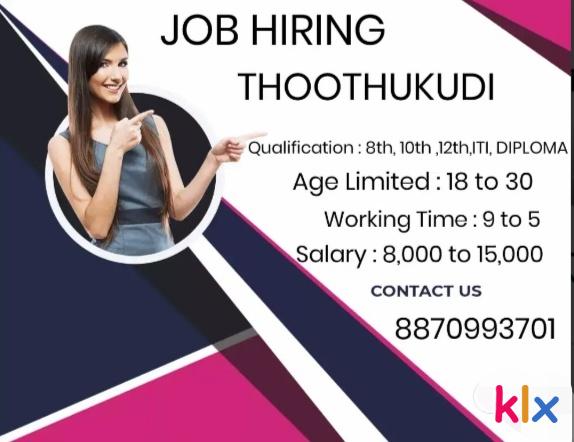 JOB HIRING
THOOTHUKUDI
Qualification : 8th, 10th ,12th,ITI, DIPLOMA
Age Limited : 18 to 30
Working Time : 9 to 5
Salary : 8,000 to 15,000
CONTACT US
8870993701
klx